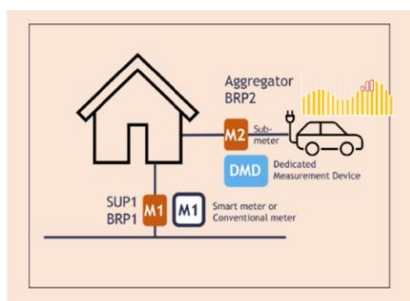 Aggregator
BRP2
M2
Sub-
meter
DMD
Dedicated
Measurement Device
SUP1
BRP1
M1
M1
Smart meter or
Conventional meter